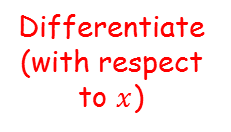 Differentiate
(with respect
to x)